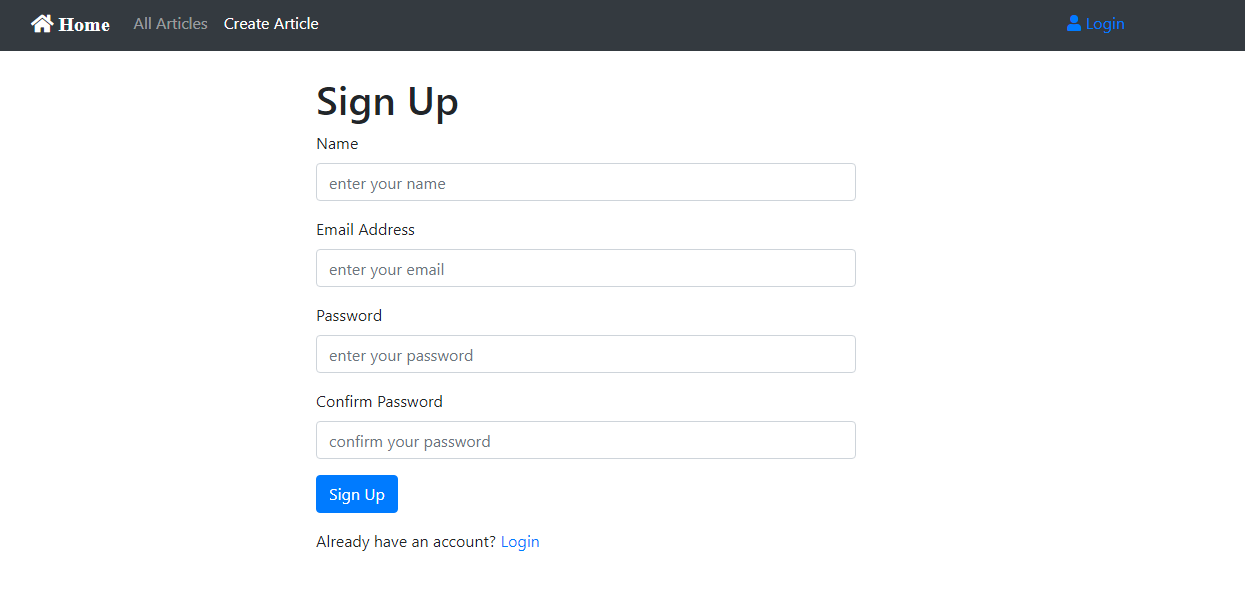 Home All Articles Create Article Login
Sign Up
Name
enter your name
Email Address
enter your email
Password
enter your password
Confirm Password
confirm your password
Sign Up
Already have an account? Login